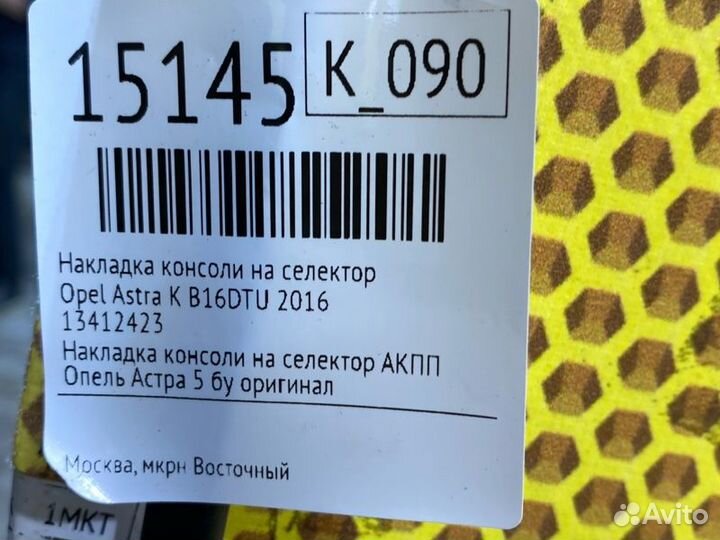 15145
K_090
Накладка консоли на селектор
Opel Astra K B16DTU 2016
13412423
Накладка консоли на селектор АКПП
Опель Астра 5 бу оригинал
Москва, мкрн Восточный
1МКТ
Avito